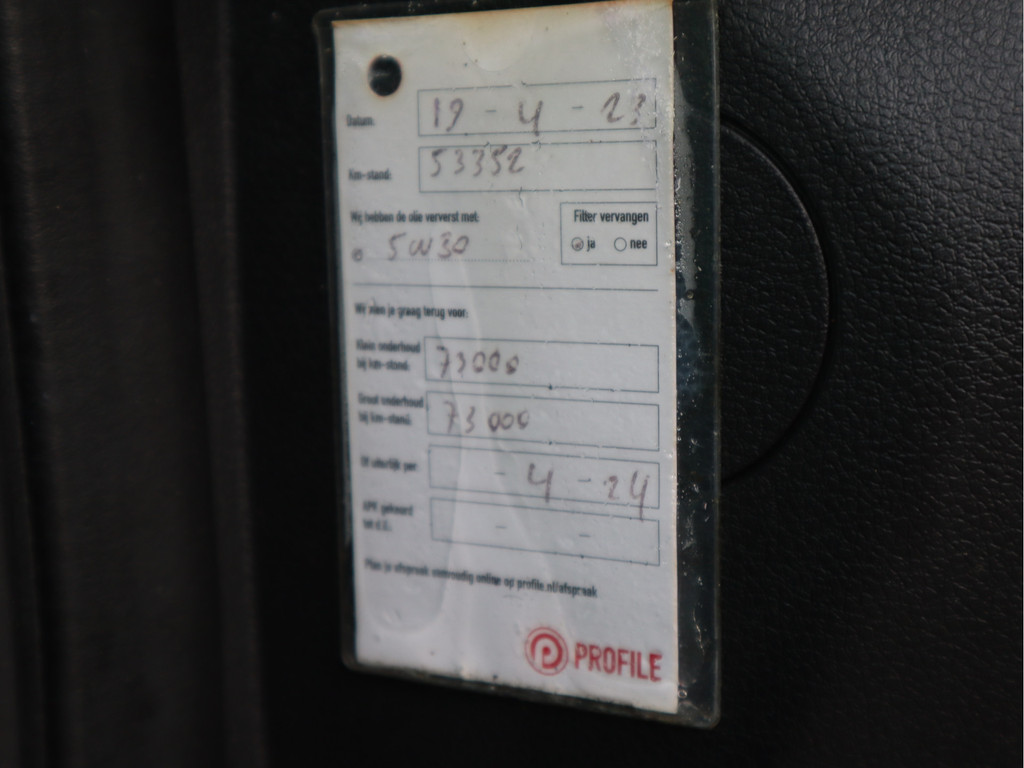 Datum: 19 - 4 - 23
Km-stand: 53352
Wij hebben de olie ververst met:
5W30
Filter vervangen
ja nee
Wij zien je graag terug voor:
Klein onderhoud
bij km-stand: 73000
Groot onderhoud
bij km-stand: 73 000
Of uiterlijk per: - 4 - 24
APK gekeurd
tot d.d.: - -
Plan je afspraak eenvoudig online op profile.nl/afspraak
PROFILE